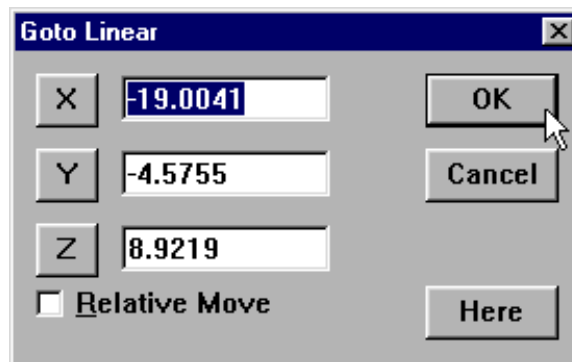 Goto Linear
X -19.0041 OK
Y -4.5755 Cancel
Z 8.9219
Relative Move Here